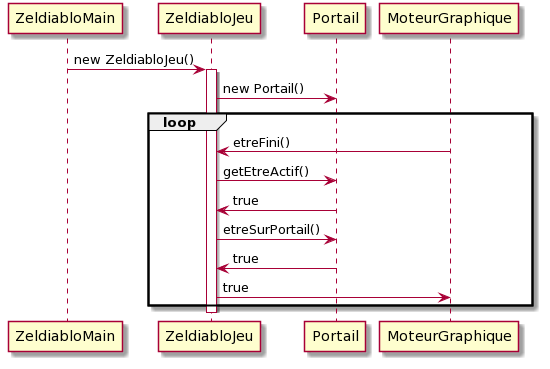 ZeldiabloMain ZeldiabloJeu Portail MoteurGraphique
new ZeldiabloJeu()
new Portail()
loop
etreFini()
getEtreActif()
true
etreSurPortail()
true
true
ZeldiabloMain ZeldiabloJeu Portail MoteurGraphique